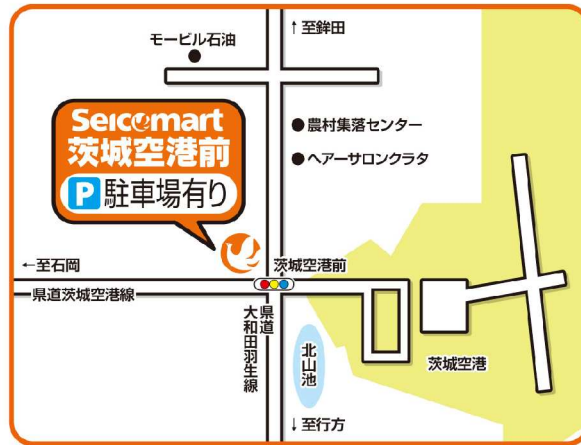 ↑至鉾田
モービル石油
Seicomart
茨城空港前
P 駐車場有り
農村集落センター
ヘアーサロンクラタ
←至石岡
茨城空港前
県道茨城空港線
県道
大和田羽生線
北山池
茨城空港
↓至行方